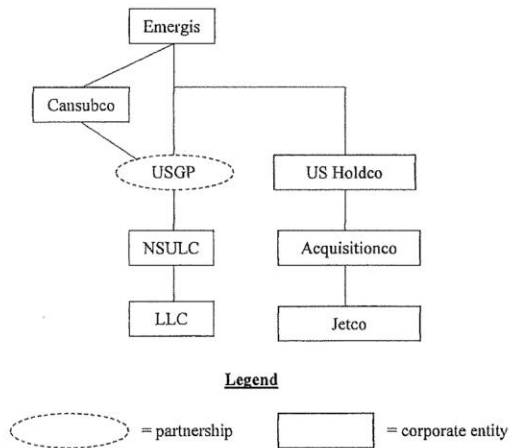 Emergis
Cansubco
USGP
US Holdco
NSULC
Acquisitionco
LLC
Jetco
Legend
= partnership
= corporate entity